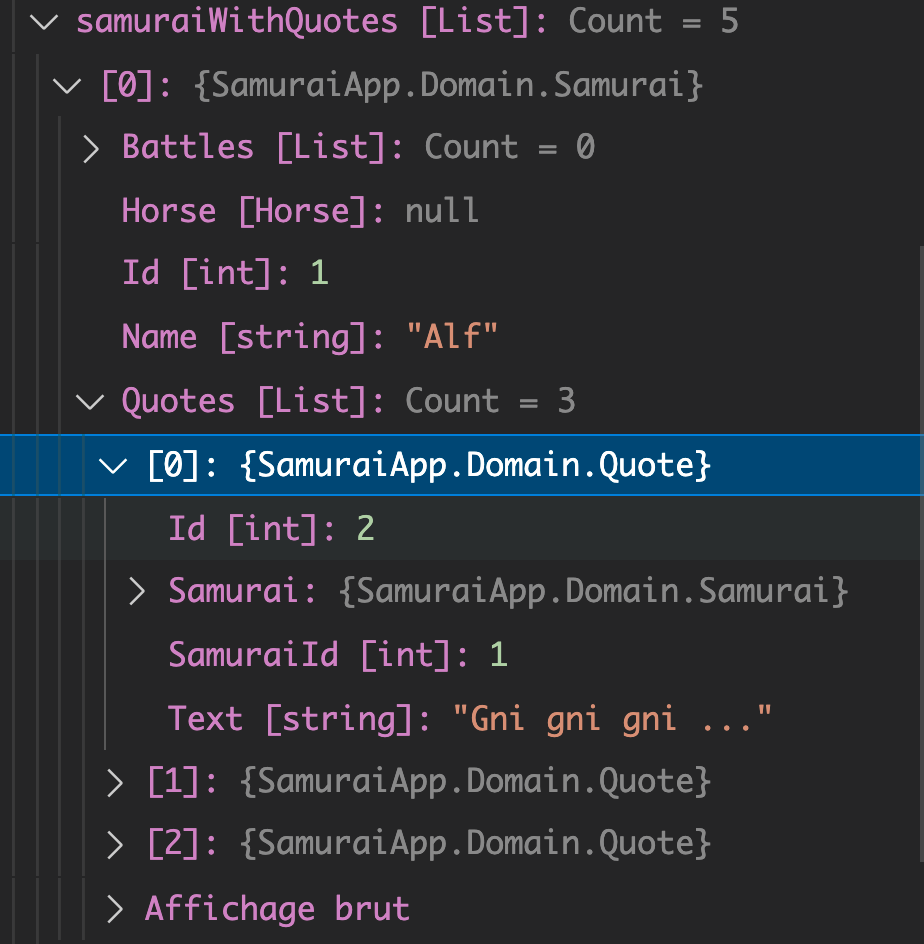 samuraiWithQuotes [List]: Count = 5
[0]: {SamuraiApp.Domain.Samurai}
Battles [List]: Count = 0
Horse [Horse]: null
Id [int]: 1
Name [string]: "Alf"
Quotes [List]: Count = 3
[0]: {SamuraiApp.Domain.Quote}
Id [int]: 2
Samurai: {SamuraiApp.Domain.Samurai}
SamuraiId [int]: 1
Text [string]: "Gni gni gni ..."
[1]: {SamuraiApp.Domain.Quote}
[2]: {SamuraiApp.Domain.Quote}
Affichage brut